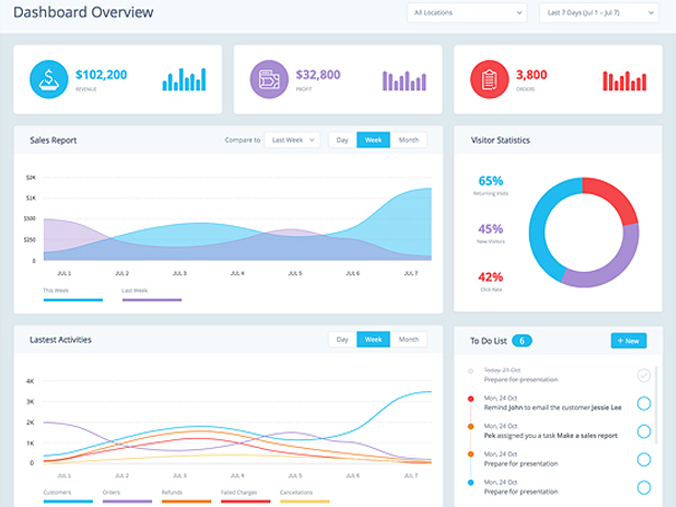 Dashboard Overview
All Locations
Last 7 Days (Jul 1 – Jul 7)
$102,200
REVENUE
$32,800
PROFIT
3,800
ORDERS
Sales Report
Compare to
Last Week
Day
Week
Month
$2K
$1K
$500
$250
0
JUL 1
JUL 2
JUL 3
JUL 4
JUL 5
JUL 6
JUL 7
This Week
Last Week
Visitor Statistics
65%
Returning Visits
45%
New Visitors
42%
Click Rate
Lastest Activities
Day
Week
Month
4K
3K
2K
1K
0
JUL 1
JUL 2
JUL 3
JUL 4
JUL 5
JUL 6
JUL 7
Customers
Orders
Refunds
Failed Charges
Cancellations
To Do List
6
+ New
Today, 21 Oct
Prepare for presentation
Mon, 24 Oct
Remind John to email the customer Jessie Lee
Mon, 24 Oct
Pek assigned you a task Make a sales report
Mon, 24 Oct
Prepare for presentation
Mon, 24 Oct
Prepare for presentation